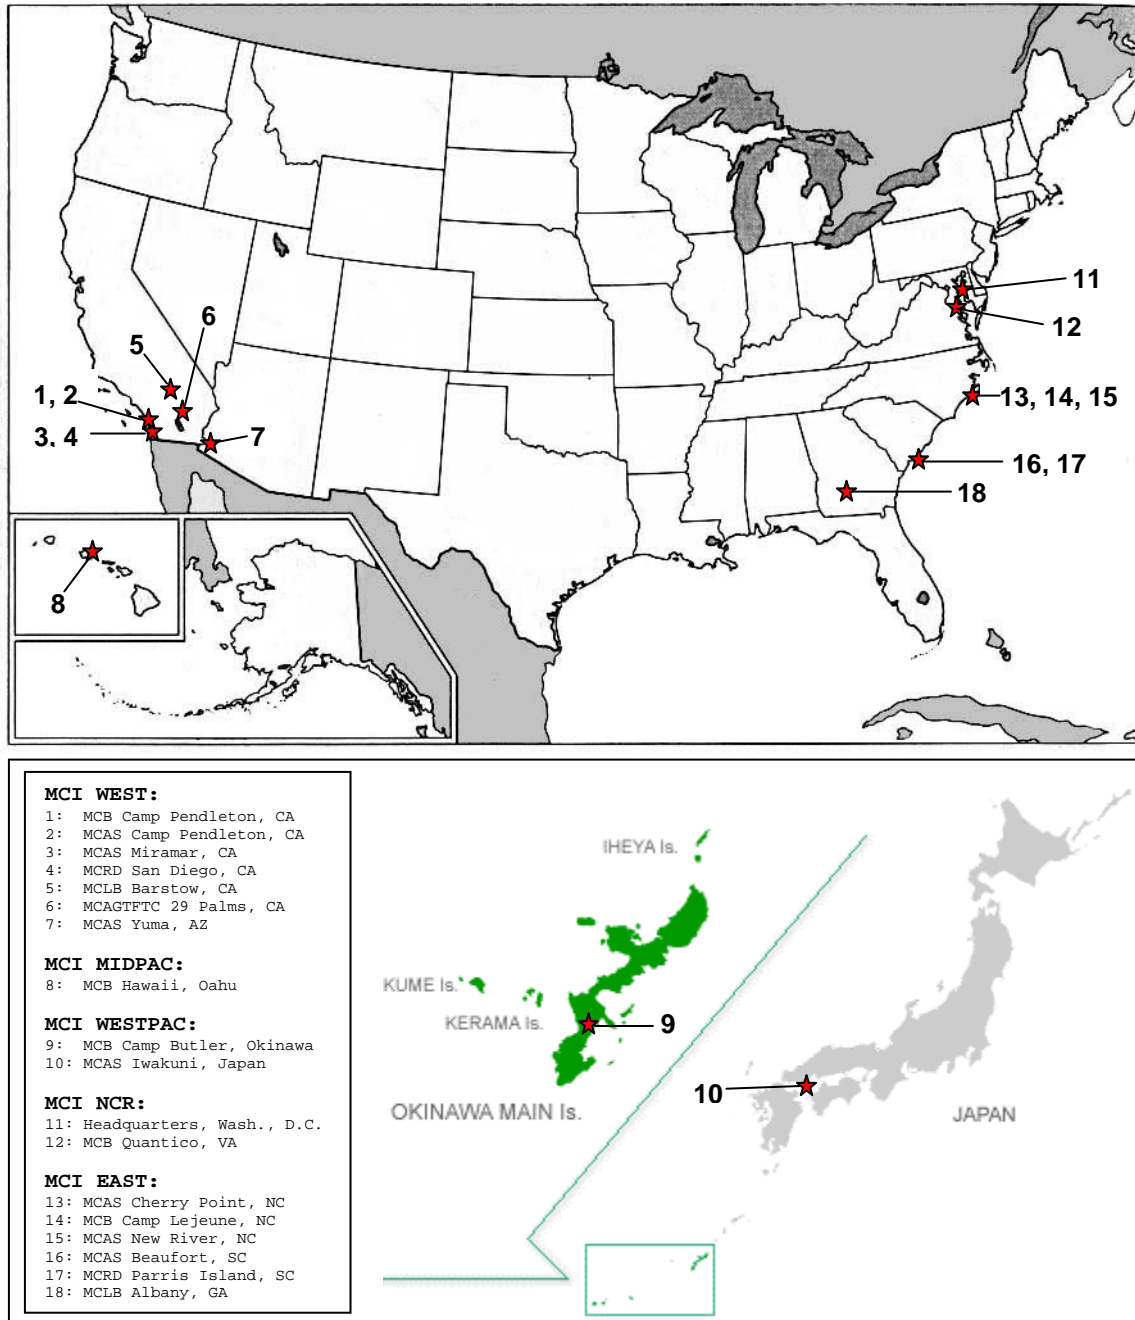 11
12
6
5
1, 2
3, 4
7
13, 14, 15
16, 17
18
8
MCI WEST:
1: MCB Camp Pendleton, CA
2: MCAS Camp Pendleton, CA
3: MCAS Miramar, CA
4: MCRD San Diego, CA
5: MCLB Barstow, CA
6: MCAGTFTC 29 Palms, CA
7: MCAS Yuma, AZ
MCI MIDPAC:
8: MCB Hawaii, Oahu
MCI WESTPAC:
9: MCB Camp Butler, Okinawa
10: MCAS Iwakuni, Japan
MCI NCR:
11: Headquarters, Wash., D.C.
12: MCB Quantico, VA
MCI EAST:
13: MCAS Cherry Point, NC
14: MCB Camp Lejeune, NC
15: MCAS New River, NC
16: MCAS Beaufort, SC
17: MCRD Parris Island, SC
18: MCLB Albany, GA
IHEYA Is.
KUME Is.
KERAMA Is.
9
OKINAWA MAIN Is.
10
JAPAN